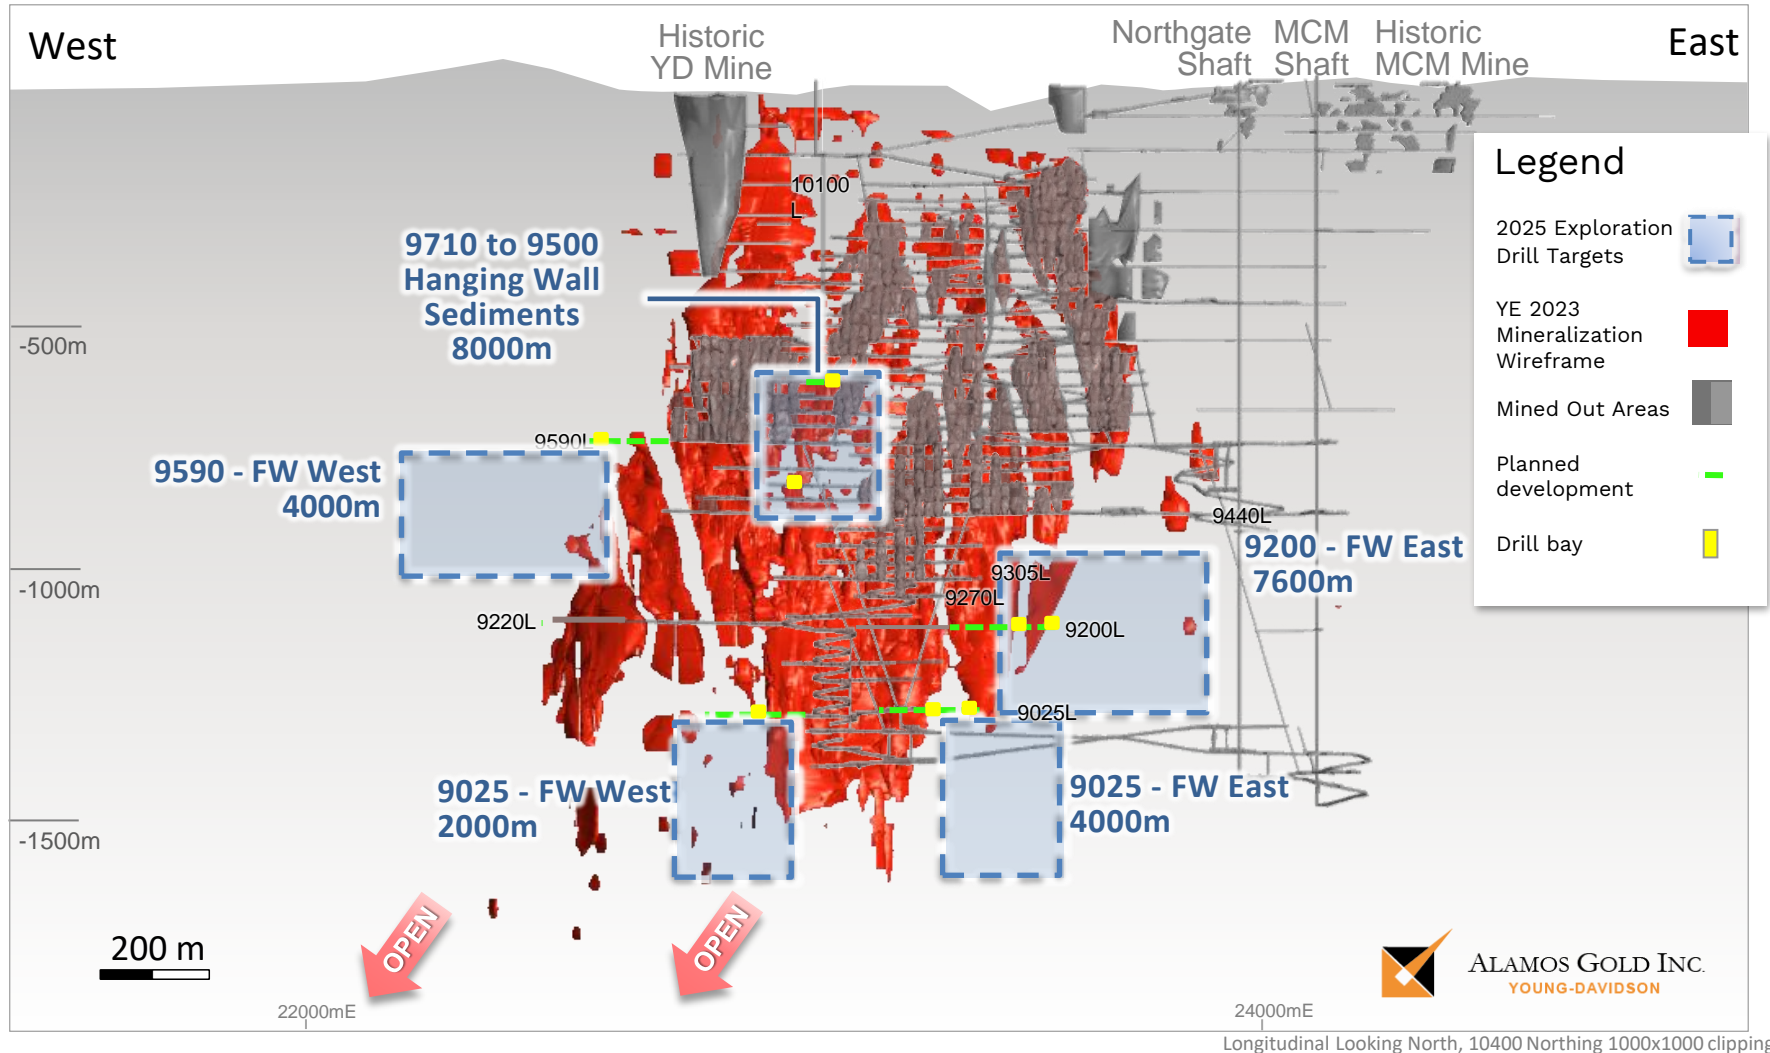 West
Historic
YD Mine
Northgate
Shaft
MCM
Shaft
Historic
MCM Mine
East
Legend
2025 Exploration
Drill Targets
YE 2023
Mineralization
Wireframe
Mined Out Areas
Planned
development
Drill bay
10100
L
9710 to 9500
Hanging Wall
Sediments
8000m
-500m
9590L
9590 - FW West
4000m
9440L
9200 - FW East
7600m
9305L
9270L
-1000m
9220L
9200L
9025L
9025 - FW West
2000m
9025 - FW East
4000m
-1500m
OPEN
OPEN
200 m
ALAMOS GOLD INC.
YOUNG-DAVIDSON
22000mE
24000mE
Longitudinal Looking North, 10400 Northing 1000x1000 clipping